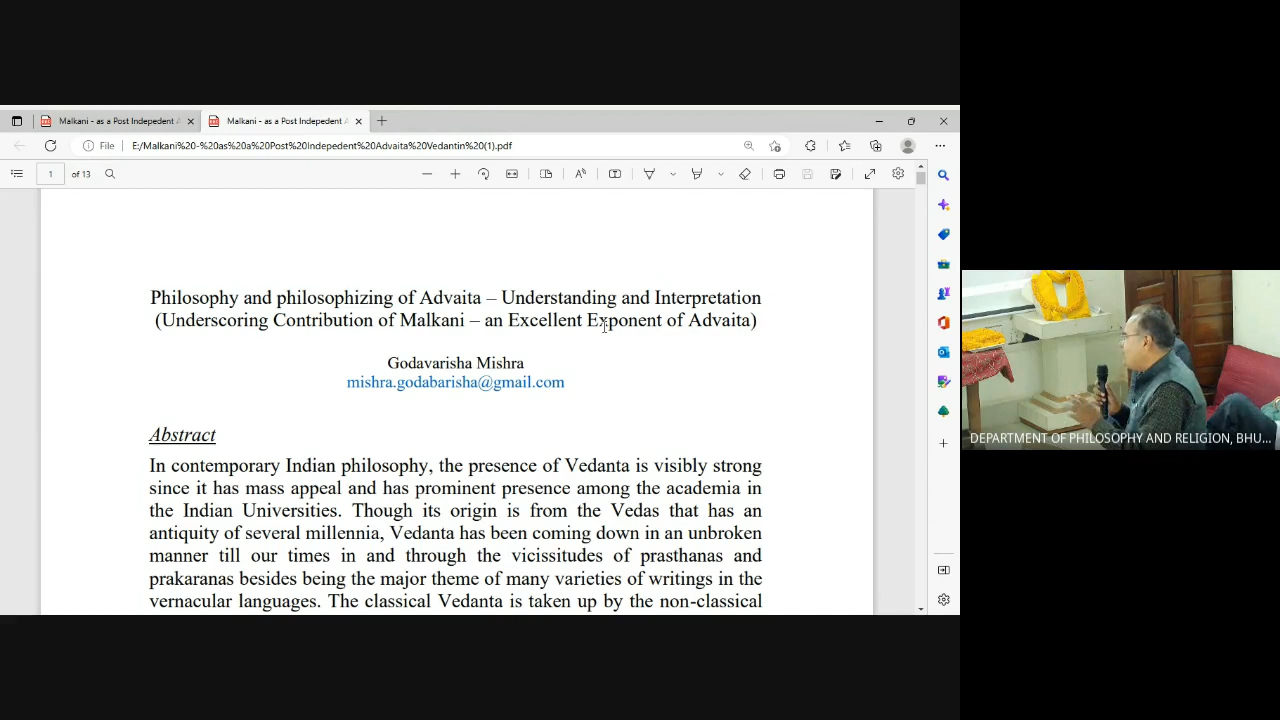 Malkani - as a Post Indepedent A
Malkani - as a Post Indepedent A
File
E:/Malkani%20-%20as%20a%20Post%20Indepedent%20Advaita%20Vedantin%20(1).pdf
1 of 13
Philosophy and philosophizing of Advaita – Understanding and Interpretation
(Underscoring Contribution of Malkani – an Excellent Exponent of Advaita)
Godavarisha Mishra
mishra.godabarisha@gmail.com
Abstract
In contemporary Indian philosophy, the presence of Vedanta is visibly strong
since it has mass appeal and has prominent presence among the academia in
the Indian Universities. Though its origin is from the Vedas that has an
antiquity of several millennia, Vedanta has been coming down in an unbroken
manner till our times in and through the vicissitudes of prasthanas and
prakaranas besides being the major theme of many varieties of writings in the
vernacular languages. The classical Vedanta is taken up by the non-classical
DEPARTMENT OF PHILOSOPHY AND RELIGION, BHU...